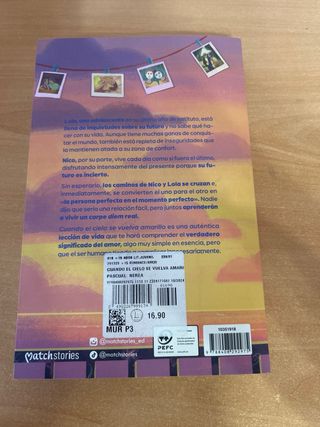 Lola, una adolescente en su último año de instituto, está
llena de inquietudes sobre su futuro y no sabe qué ha-
cer con su vida. Aunque tiene muchas ganas de conquis-
tar el mundo, también está repleta de inseguridades que
la mantienen atada a su zona de confort.
Nico, por su parte, vive cada día como si fuera el último,
disfrutando intensamente del presente porque su fu-
turo es incierto.
Sin esperarlo, los caminos de Nico y Lola se cruzan e,
inmediatamente, se convierten el uno para el otro en
«la persona perfecta en el momento perfecto». Nadie
dijo que sería una relación fácil, pero juntos aprenderán
a vivir un carpe diem real.
Cuando el cielo se vuelva amarillo es una auténtica
lección de vida que te hará comprender el verdadero
significado del amor, algo muy simple en esencia, pero
que el ser humano tiende a complicar innecesariamente.
CUANDO EL CIELO SE VUELVA AMARI
PASCUAL NEREA
L 16,90
MUR P3
PEFC
10351918
9 788408 292975
Matchstories
@matchstories_ed
@matchstories